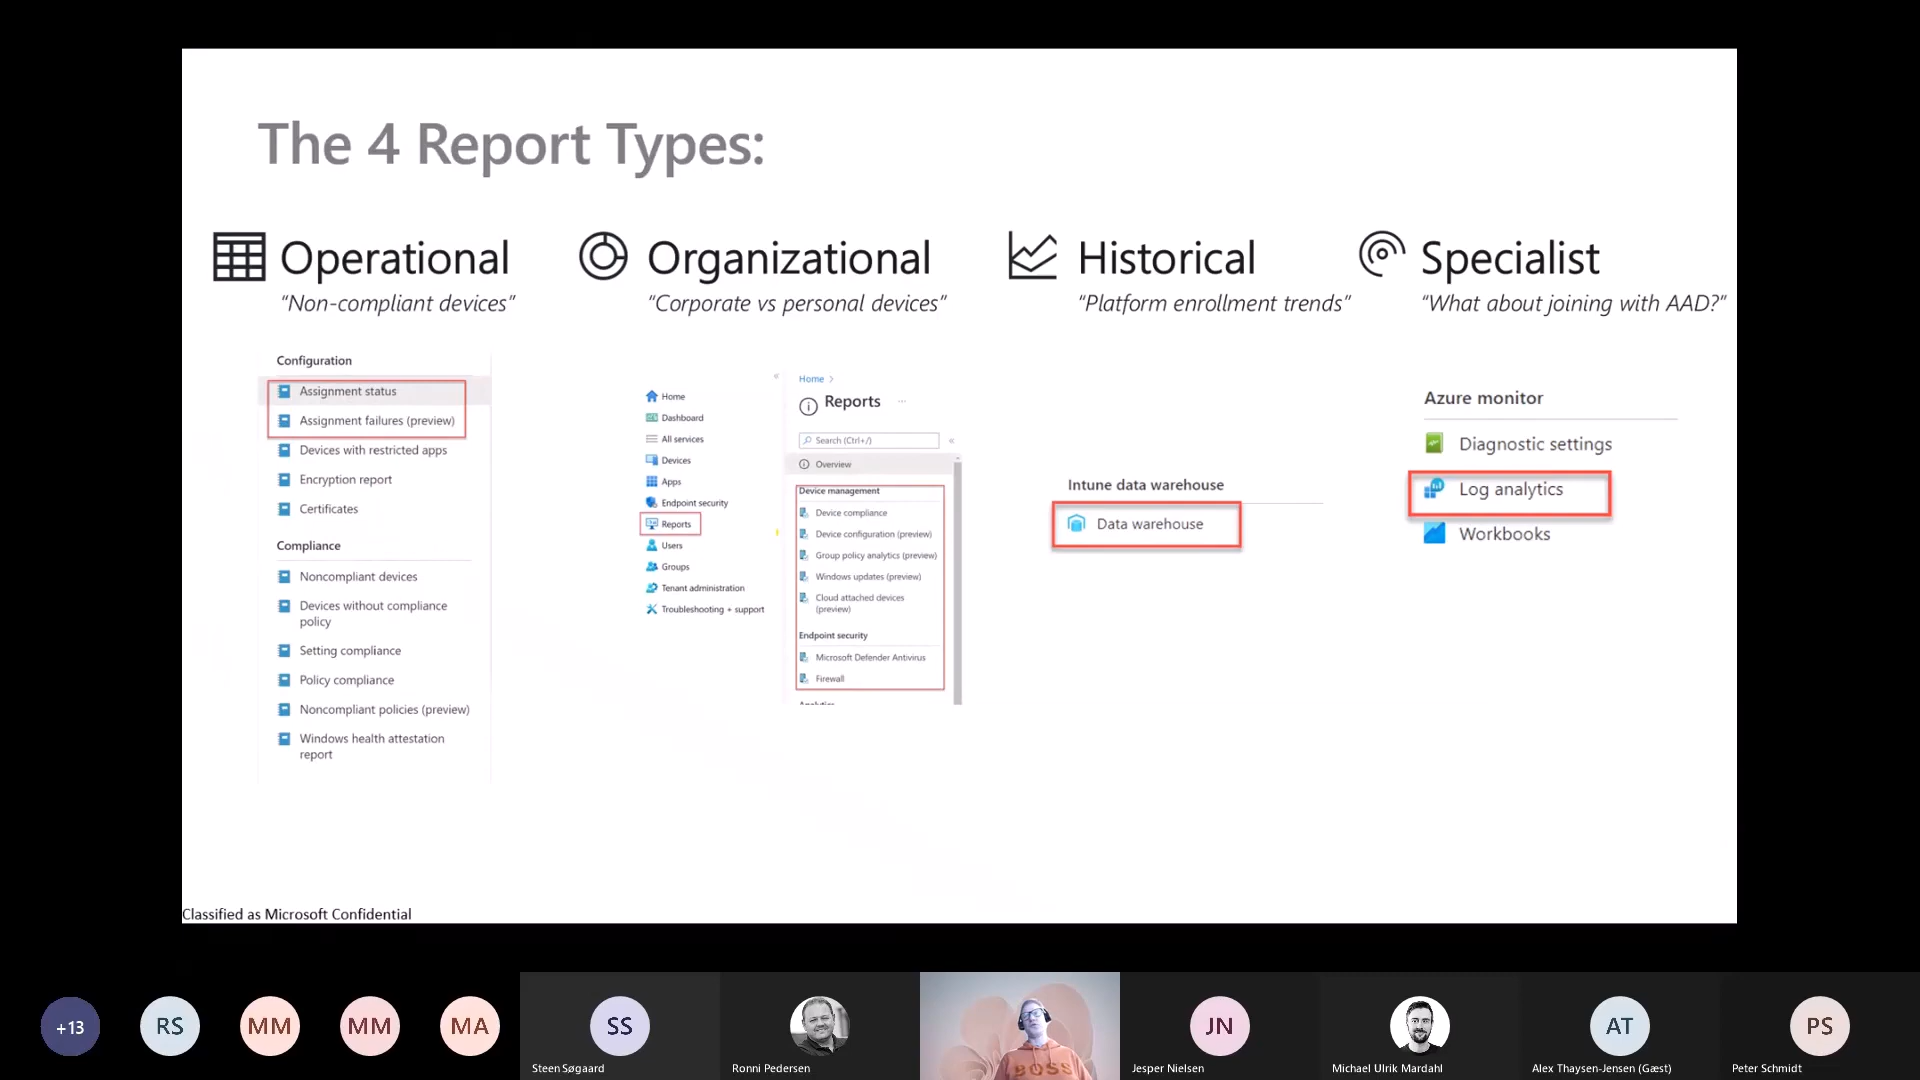 The 4 Report Types:
Operational
“Non-compliant devices”
Configuration
Assignment status
Assignment failures (preview)
Devices with restricted apps
Encryption report
Certificates
Compliance
Noncompliant devices
Devices without compliance
policy
Setting compliance
Policy compliance
Noncompliant policies (preview)
Windows health attestation
report
Organizational
“Corporate vs personal devices”
Home
Dashboard
All services
Devices
Apps
Endpoint security
Reports
Users
Groups
Tenant administration
Troubleshooting + support
«
Home >
Reports ...
Search (Ctrl+/) «
Overview
Device management
Device compliance
Device configuration (preview)
Group policy analytics (preview)
Windows updates (preview)
Cloud attached devices
(preview)
Endpoint security
Microsoft Defender Antivirus
Firewall
Analytics
Historical
“Platform enrollment trends”
Intune data warehouse
Data warehouse
Specialist
“What about joining with AAD?”
Azure monitor
Diagnostic settings
Log analytics
Workbooks
Classified as Microsoft Confidential
+13
RS
MM
MM
MA
SS
Steen Søgaard
Ronni Pedersen
BOSS
JN
Jesper Nielsen
Michael Ulrik Mardahl
AT
Alex Thaysen-Jensen (Gæst)
PS
Peter Schmidt